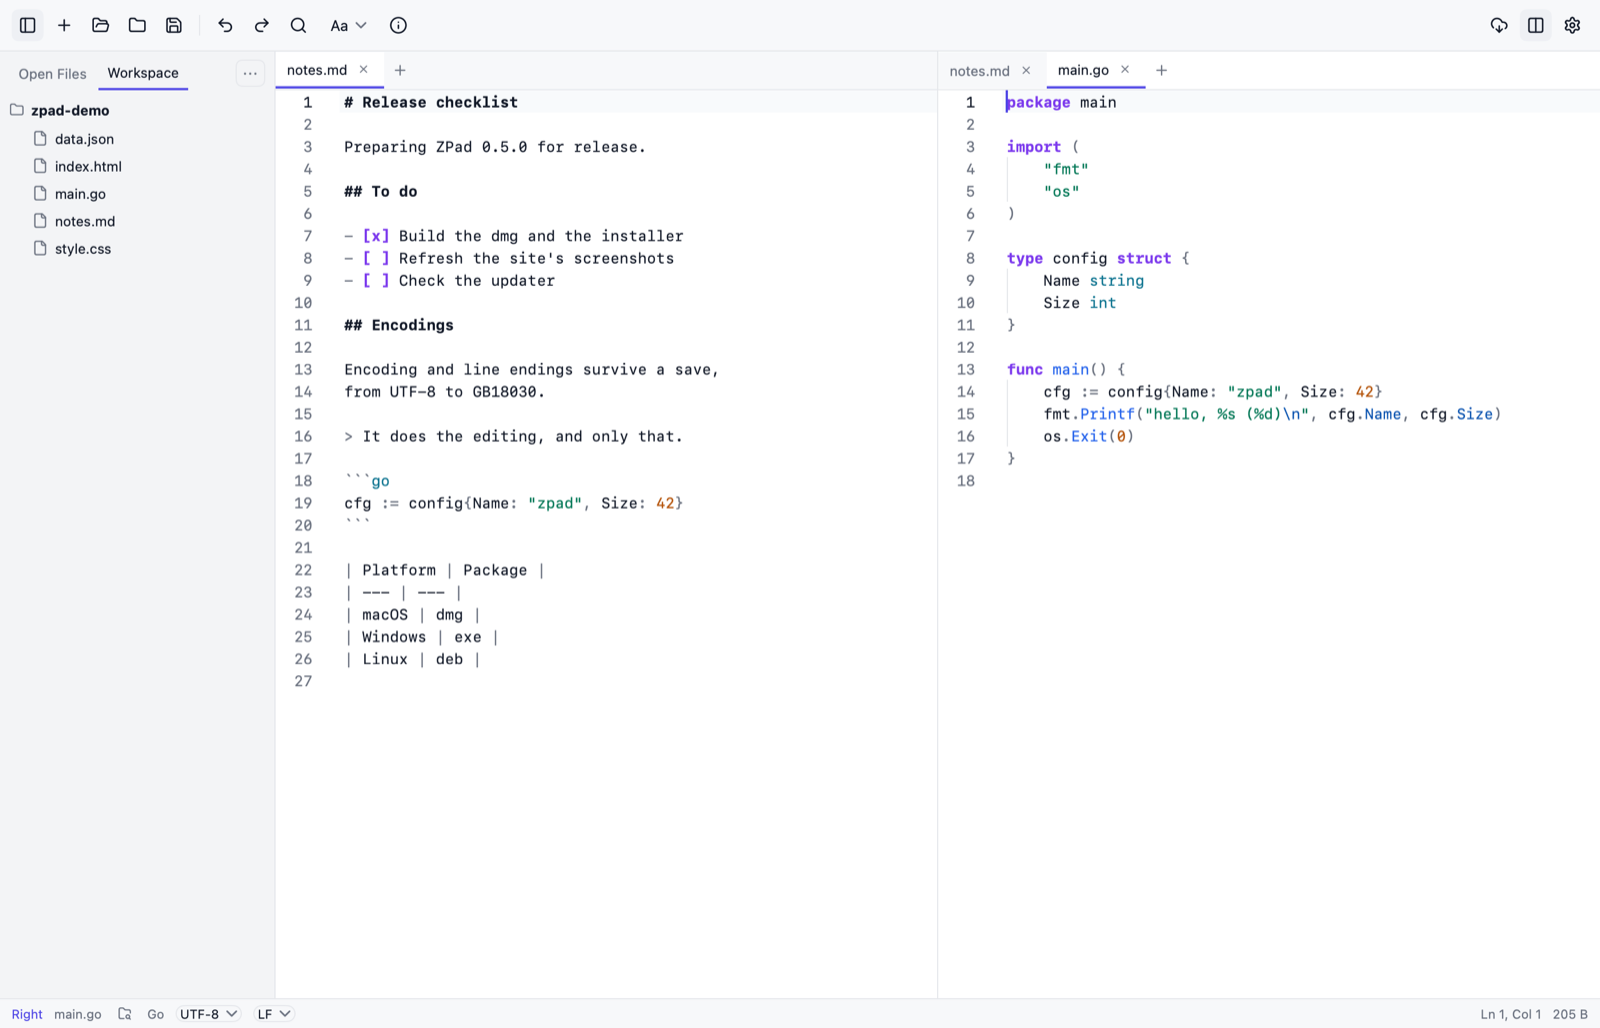 Aa
Open Files Workspace ...
zpad-demo
data.json
index.html
main.go
notes.md
style.css
notes.md
1 # Release checklist
2
3 Preparing ZPad 0.5.0 for release.
4
5 ## To do
6
7 - [x] Build the dmg and the installer
8 - [ ] Refresh the site's screenshots
9 - [ ] Check the updater
10
11 ## Encodings
12
13 Encoding and line endings survive a save,
14 from UTF-8 to GB18030.
15
16 > It does the editing, and only that.
17
18 ```go
19 cfg := config{Name: "zpad", Size: 42}
20 ```
21
22 | Platform | Package |
23 | --- | --- |
24 | macOS | dmg |
25 | Windows | exe |
26 | Linux | deb |
27
notes.md main.go
1 package main
2
3 import (
4 "fmt"
5 "os"
6 )
7
8 type config struct {
9 Name string
10 Size int
11 }
12
13 func main() {
14 cfg := config{Name: "zpad", Size: 42}
15 fmt.Printf("hello, %s (%d)\n", cfg.Name, cfg.Size)
16 os.Exit(0)
17 }
18
Right main.go Go UTF-8 LF Ln 1, Col 1 205 B